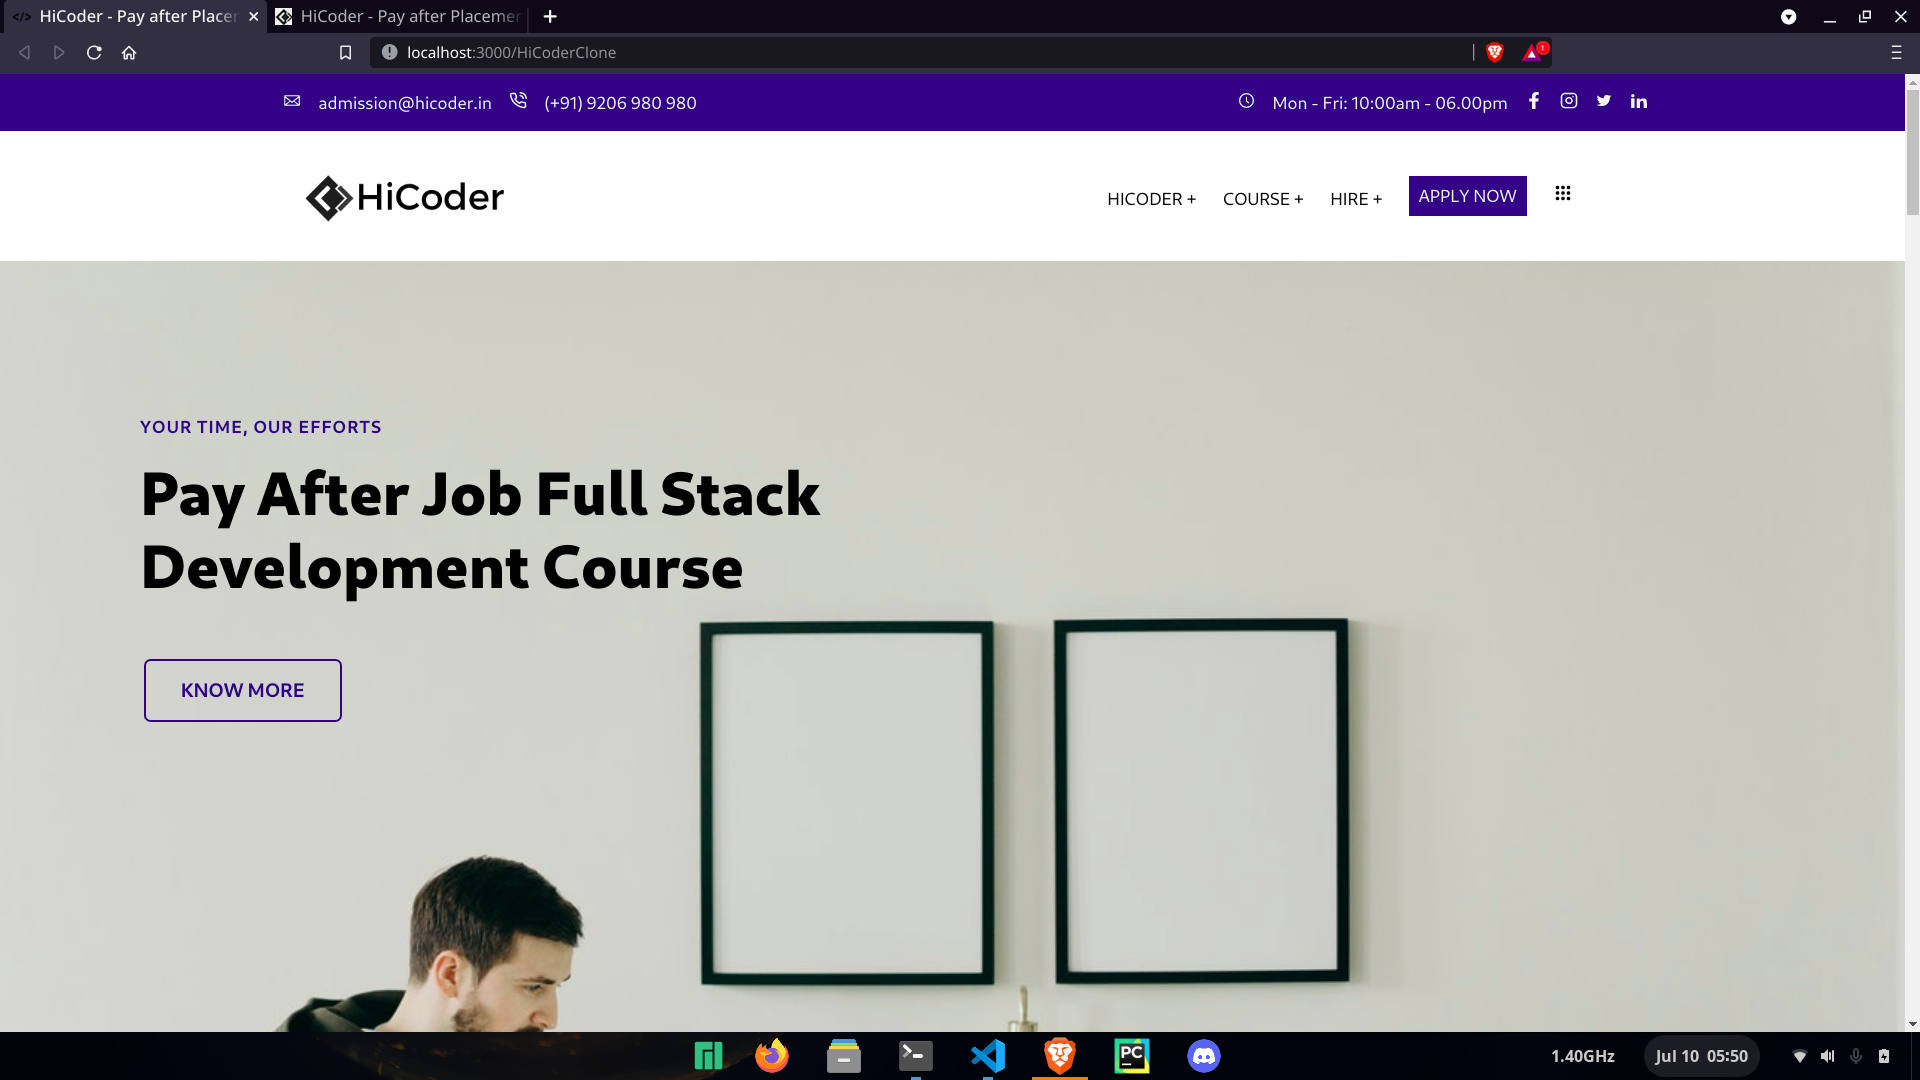 HiCoder - Pay after Placem
HiCoder - Pay after Placemer
localhost:3000/HiCoderClone
1
admission@hicoder.in (+91) 9206 980 980 Mon - Fri: 10:00am - 06.00pm
HiCoder HICODER + COURSE + HIRE + APPLY NOW
YOUR TIME, OUR EFFORTS
Pay After Job Full Stack
Development Course
KNOW MORE
PC
1.40GHz Jul 10 05:50